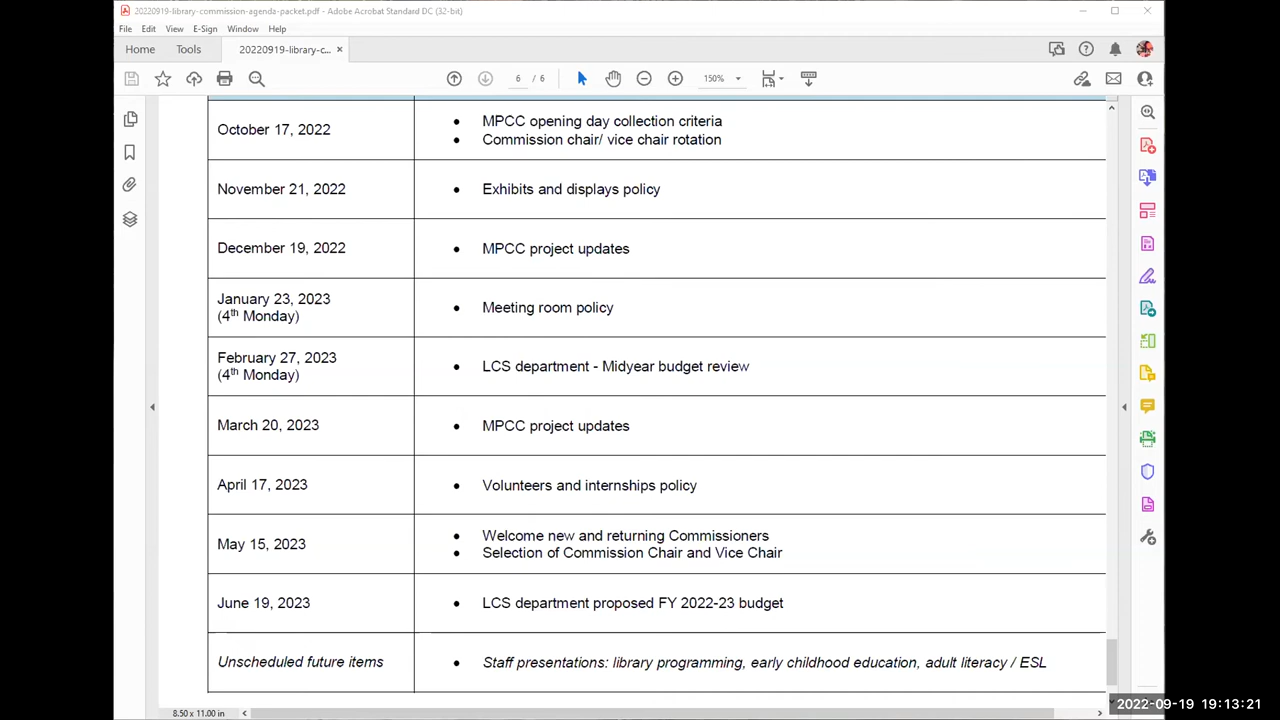 20220919-library-commission-agenda-packet.pdf - Adobe Acrobat Standard DC (32-bit)
File Edit View E-Sign Window Help
Home Tools 20220919-library-c... ×
6 / 6 150%
October 17, 2022
• MPCC opening day collection criteria
• Commission chair/ vice chair rotation
November 21, 2022
• Exhibits and displays policy
December 19, 2022
• MPCC project updates
January 23, 2023
(4th Monday)
• Meeting room policy
February 27, 2023
(4th Monday)
• LCS department - Midyear budget review
March 20, 2023
• MPCC project updates
April 17, 2023
• Volunteers and internships policy
May 15, 2023
• Welcome new and returning Commissioners
• Selection of Commission Chair and Vice Chair
June 19, 2023
• LCS department proposed FY 2022-23 budget
Unscheduled future items
• Staff presentations: library programming, early childhood education, adult literacy / ESL
8.50 x 11.00 in
2022-09-19 19:13:21